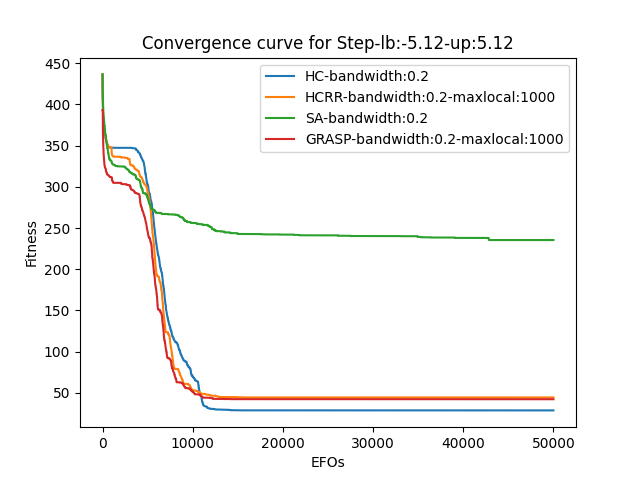 Convergence curve for Step-lb:-5.12-up:5.12
HC-bandwidth:0.2
HCRR-bandwidth:0.2-maxlocal:1000
SA-bandwidth:0.2
GRASP-bandwidth:0.2-maxlocal:1000
Fitness
450
400
350
300
250
200
150
100
50
0 10000 20000 30000 40000 50000
EFOs